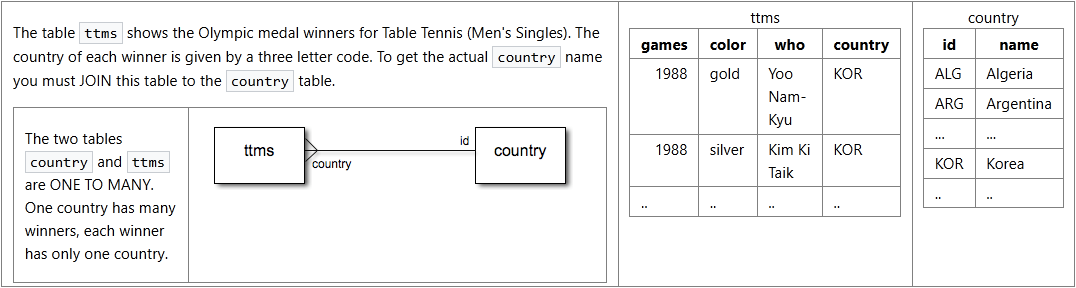 The table ttms shows the Olympic medal winners for Table Tennis (Men's Singles). The
country of each winner is given by a three letter code. To get the actual country name
you must JOIN this table to the country table.
The two tables
country and ttms
are ONE TO MANY.
One country has many
winners, each winner
has only one country.
ttms
country
id
country
ttms
games color who country
1988 gold Yoo KOR
Nam-
Kyu
1988 silver Kim Ki KOR
Taik
.. .. .. ..
country
id name
ALG Algeria
ARG Argentina
... ...
KOR Korea
.. ..